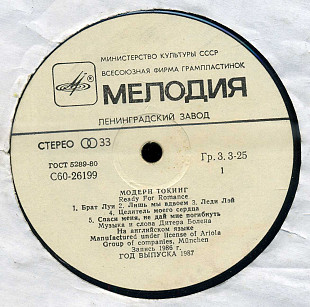 МИНИСТЕРСТВО КУЛЬТУРЫ СССР
ВСЕСОЮЗНАЯ ФИРМА ГРАМПЛАСТИНОК
МЕЛОДИЯ
ЛЕНИНГРАДСКИЙ ЗАВОД
СТЕРЕО 33
ГОСТ 5289-80
С60-26199
Гр. 3. 3-25
1
МОДЕРН ТОКИНГ
Ready For Romance
1. Брат Луи 2. Лишь мы вдвоем 3. Леди Лэй
4. Целитель моего сердца
5. Спаси меня, не дай мне погибнуть
Музыка и слова Дитера Болена
На английском языке
Manufactured under license of Ariola
Group of companies, München
Запись 1986 г.
ГОД ВЫПУСКА 1987